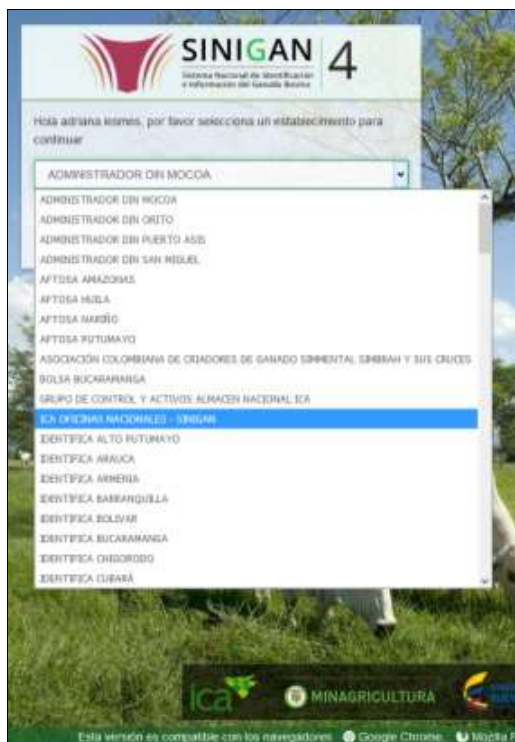 SINIGAN 4
Sistema Nacional de Identificación
e Información del Ganado Bovino
Hola adriana lesmes, por favor selecciona un establecimiento para
continuar
ADMINISTRADOR DIN MOCOA
ADMINISTRADOR DIN MOCOA
ADMINISTRADOR DIN ORITO
ADMINISTRADOR DIN PUERTO ASIS
ADMINISTRADOR DIN SAN MIGUEL
AFTOSA AMAZONAS
AFTOSA HUILA
AFTOSA NARIÑO
AFTOSA PUTUMAYO
ASOCIACIÓN COLOMBIANA DE CRIADORES DE GANADO SIMMENTAL SIMBRAH Y SUS CRUCES
BOLSA BUCARAMANGA
GRUPO DE CONTROL Y ACTIVOS ALMACEN NACIONAL ICA
ICA OFICINAS NACIONALES - SINIGAN
IDENTIFICA ALTO PUTUMAYO
IDENTIFICA ARAUCA
IDENTIFICA ARMENIA
IDENTIFICA BARRANQUILLA
IDENTIFICA BOLIVAR
IDENTIFICA BUCARAMANGA
IDENTIFICA CHIGORODO
IDENTIFICA CUBARÁ
ica
MINAGRICULTURA
Esta versión es compatible con los navegadores Google Chrome Mozilla F